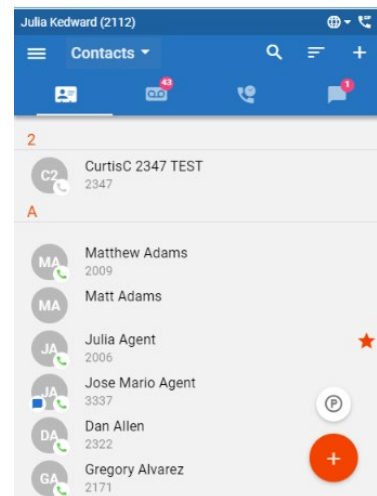 Julia Kedward (2112)
Contacts
43
1
2
C2
CurtisC 2347 TEST
2347
A
MA
Matthew Adams
2009
MA
Matt Adams
JA
Julia Agent
2006
JA
Jose Mario Agent
3337
P
DA
Dan Allen
2322
GA
Gregory Alvarez
2171